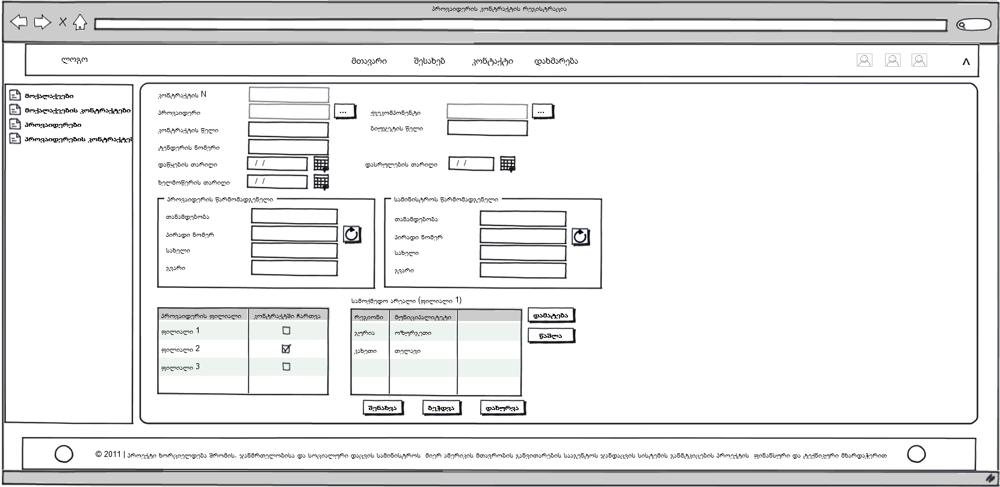 პროვაიდერის კონტრაქტის რეგისტრაცია
ლოგო მთავარი შესახებ კონტაქტი დახმარება
მოქალაქეები
მოქალაქეების კონტრაქტები
პროვაიდერები
პროვაიდერების კონტრაქტებ
კონტრაქტის N
პროვაიდერი ... ქვეკომპონენტი ...
კონტრაქტის წელი ბიუჯეტის წელი
ტენდერის ნომერი
დაწყების თარიღი / / დასრულების თარიღი / /
ხელმოწერის თარიღი / /
პროვაიდერის წარმომადგენელი
თანამდებობა
პირადი ნომერ
სახელი
გვარი
სამინისტროს წარმომადგენელი
თანამდებობა
პირადი ნომერ
სახელი
გვარი
პროვაიდერის ფილიალი კონტრაქტში ჩართვა
ფილიალი 1
ფილიალი 2
ფილიალი 3
სამოქმედო არეალი (ფილიალი 1)
რეგიონი მუნიციპალიტეტი
გურია ოზურგეთი
კახეთი თელავი
დამატება
წაშლა
შენახვა ბეჭდვა დახურვა
© 2011 | პროექტი ხორციელდება შრომის, ჯანმრთელობისა და სოციალური დაცვის სამინისტროს მიერ ამერიკის მთავრობის განვითარების სააგენტოს ჯანდაცვის სისტემის განმტკიცების პროექტის ფინანსური და ტექნიკური მხარდაჭერით